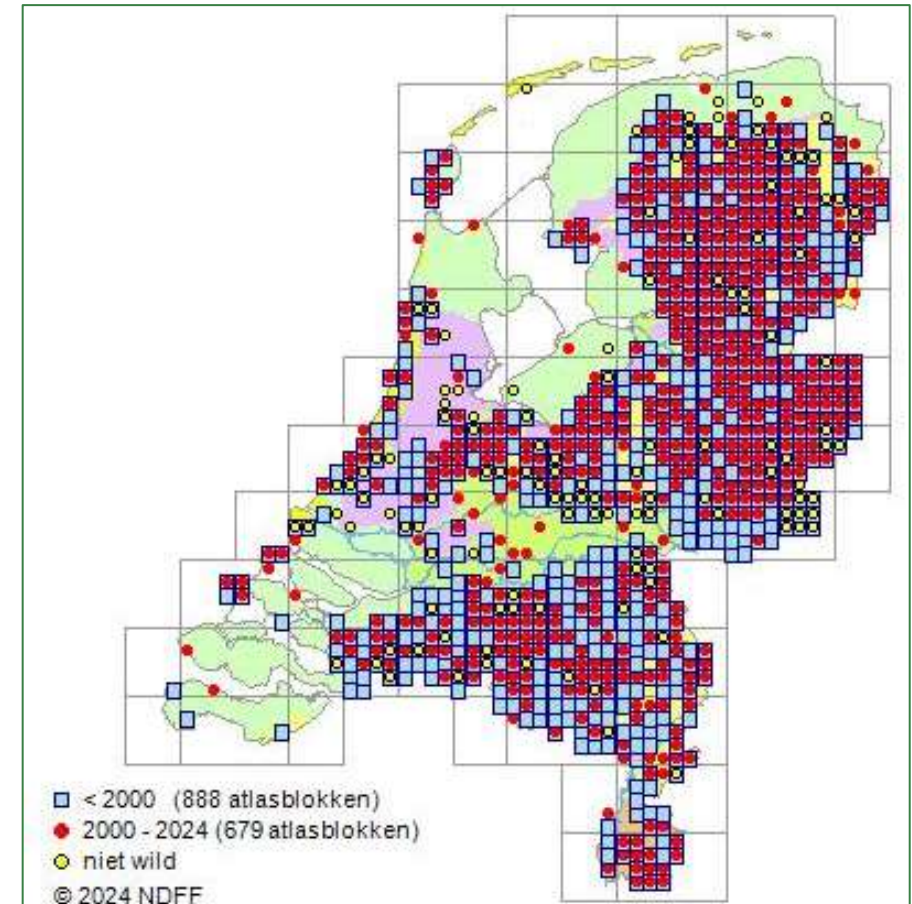 < 2000 (888 atlasblokken)
2000 - 2024 (679 atlasblokken)
niet wild
© 2024 NDFF